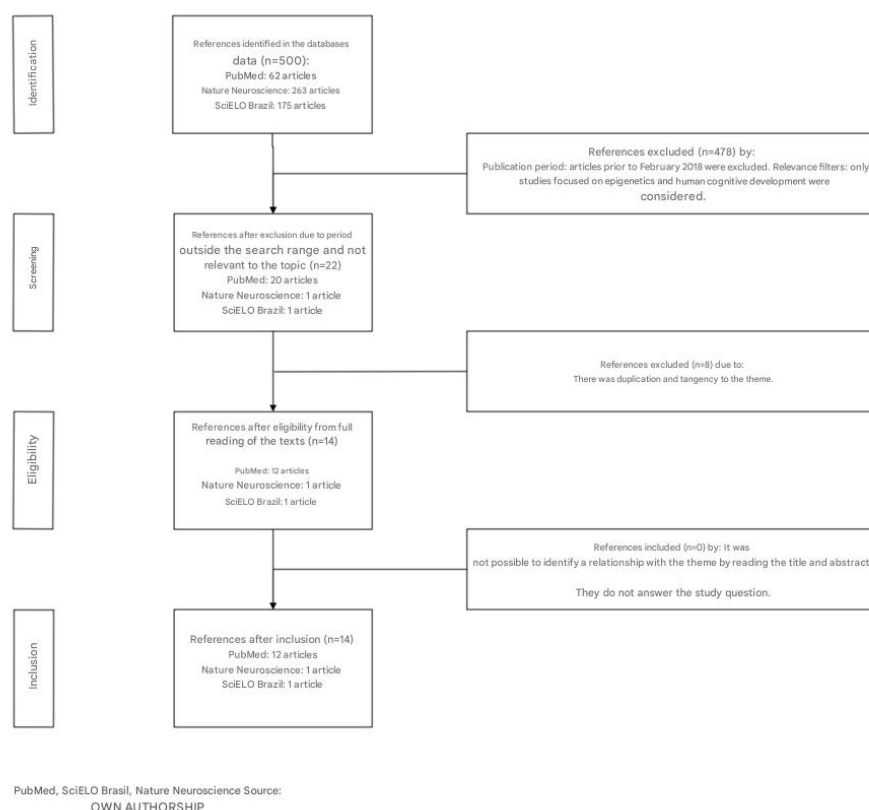 Identification
References identified in the databases
data (n=500):
PubMed: 62 articles
Nature Neuroscience: 263 articles
SciELO Brazil: 175 articles
References excluded (n=478) by:
Publication period: articles prior to February 2018 were excluded. Relevance filters: only
studies focused on epigenetics and human cognitive development were
considered.
Screening
References after exclusion due to period
outside the search range and not
relevant to the topic (n=22)
PubMed: 20 articles
Nature Neuroscience: 1 article
SciELO Brazil: 1 article
References excluded (n=8) due to:
There was duplication and tangency to the theme.
Eligibility
References after eligibility from full
reading of the texts (n=14)
PubMed: 12 articles
Nature Neuroscience: 1 article
SciELO Brazil: 1 article
References included (n=0) by: It was
not possible to identify a relationship with the theme by reading the title and abstract
They do not answer the study question.
Inclusion
References after inclusion (n=14)
PubMed: 12 articles
Nature Neuroscience: 1 article
SciELO Brazil: 1 article
PubMed, SciELO Brasil, Nature Neuroscience Source:
OWN AUTHORSHIP